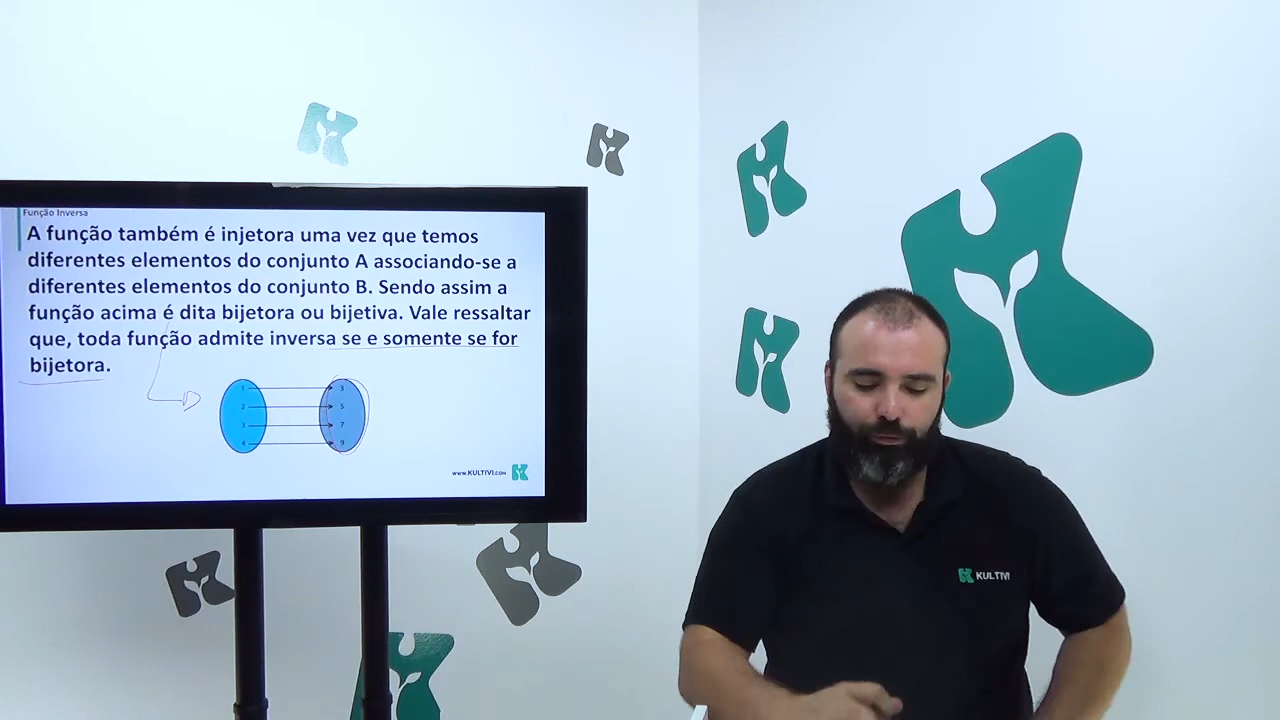 Função Inversa
A função também é injetora uma vez que temos
diferentes elementos do conjunto A associando-se a
diferentes elementos do conjunto B. Sendo assim a
função acima é dita bijetora ou bijetiva. Vale ressaltar
que, toda função admite inversa se e somente se for
bijetora.
1 3
2 5
3 7
4 9
www.KULTIVI.com
KULTIVI